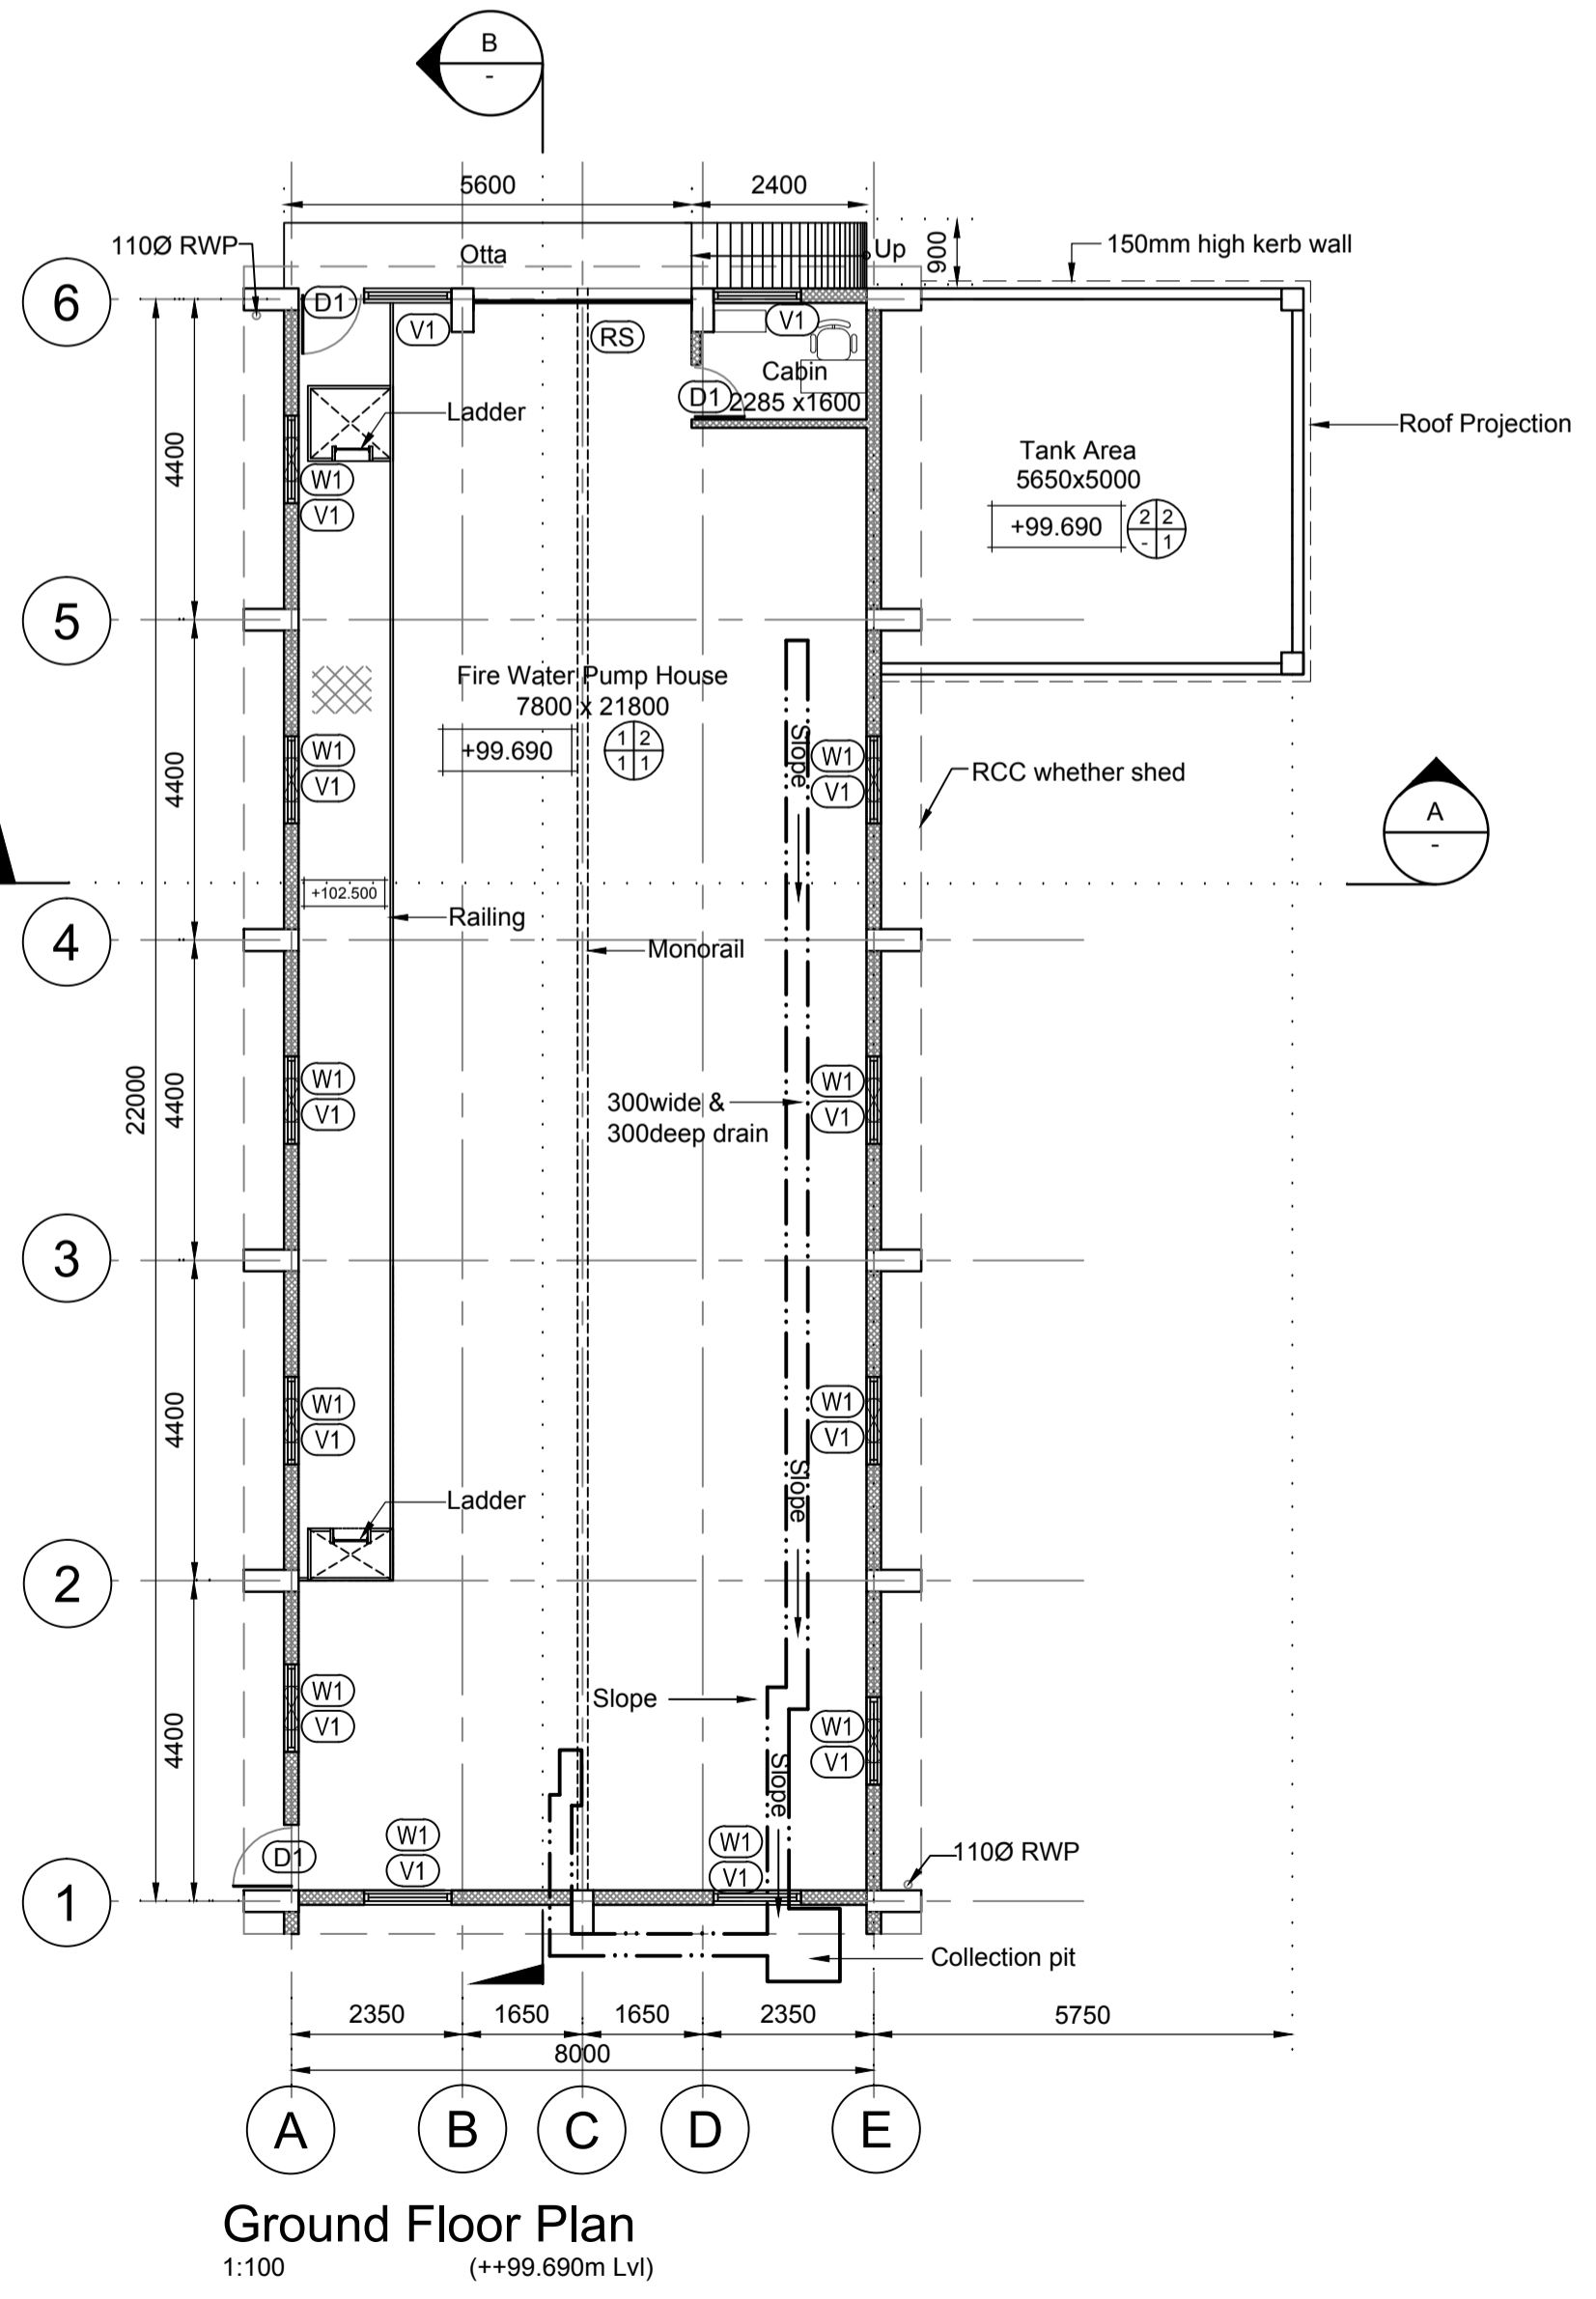 B
-
5600
2400
110Ø RWP
Otta
Up
900
150mm high kerb wall
6
D1
V1
RS
V1
Cabin
D1
2285 x1600
Ladder
Roof Projection
4400
W1
V1
Tank Area
5650x5000
+99.690
2 2
- 1
5
Fire Water Pump House
7800 x 21800
+99.690
1 2
1 1
Slope
4400
W1
V1
W1
V1
RCC whether shed
A
-
+102.500
Railing
4
Monorail
22000
4400
W1
V1
300wide &
300deep drain
W1
V1
3
4400
W1
V1
W1
V1
Slope
Ladder
2
4400
W1
V1
Slope
W1
V1
Slope
W1
V1
W1
V1
D1
110Ø RWP
1
Collection pit
2350
1650
1650
2350
5750
8000
A
B
C
D
E
Ground Floor Plan
1:100
(++99.690m Lvl)